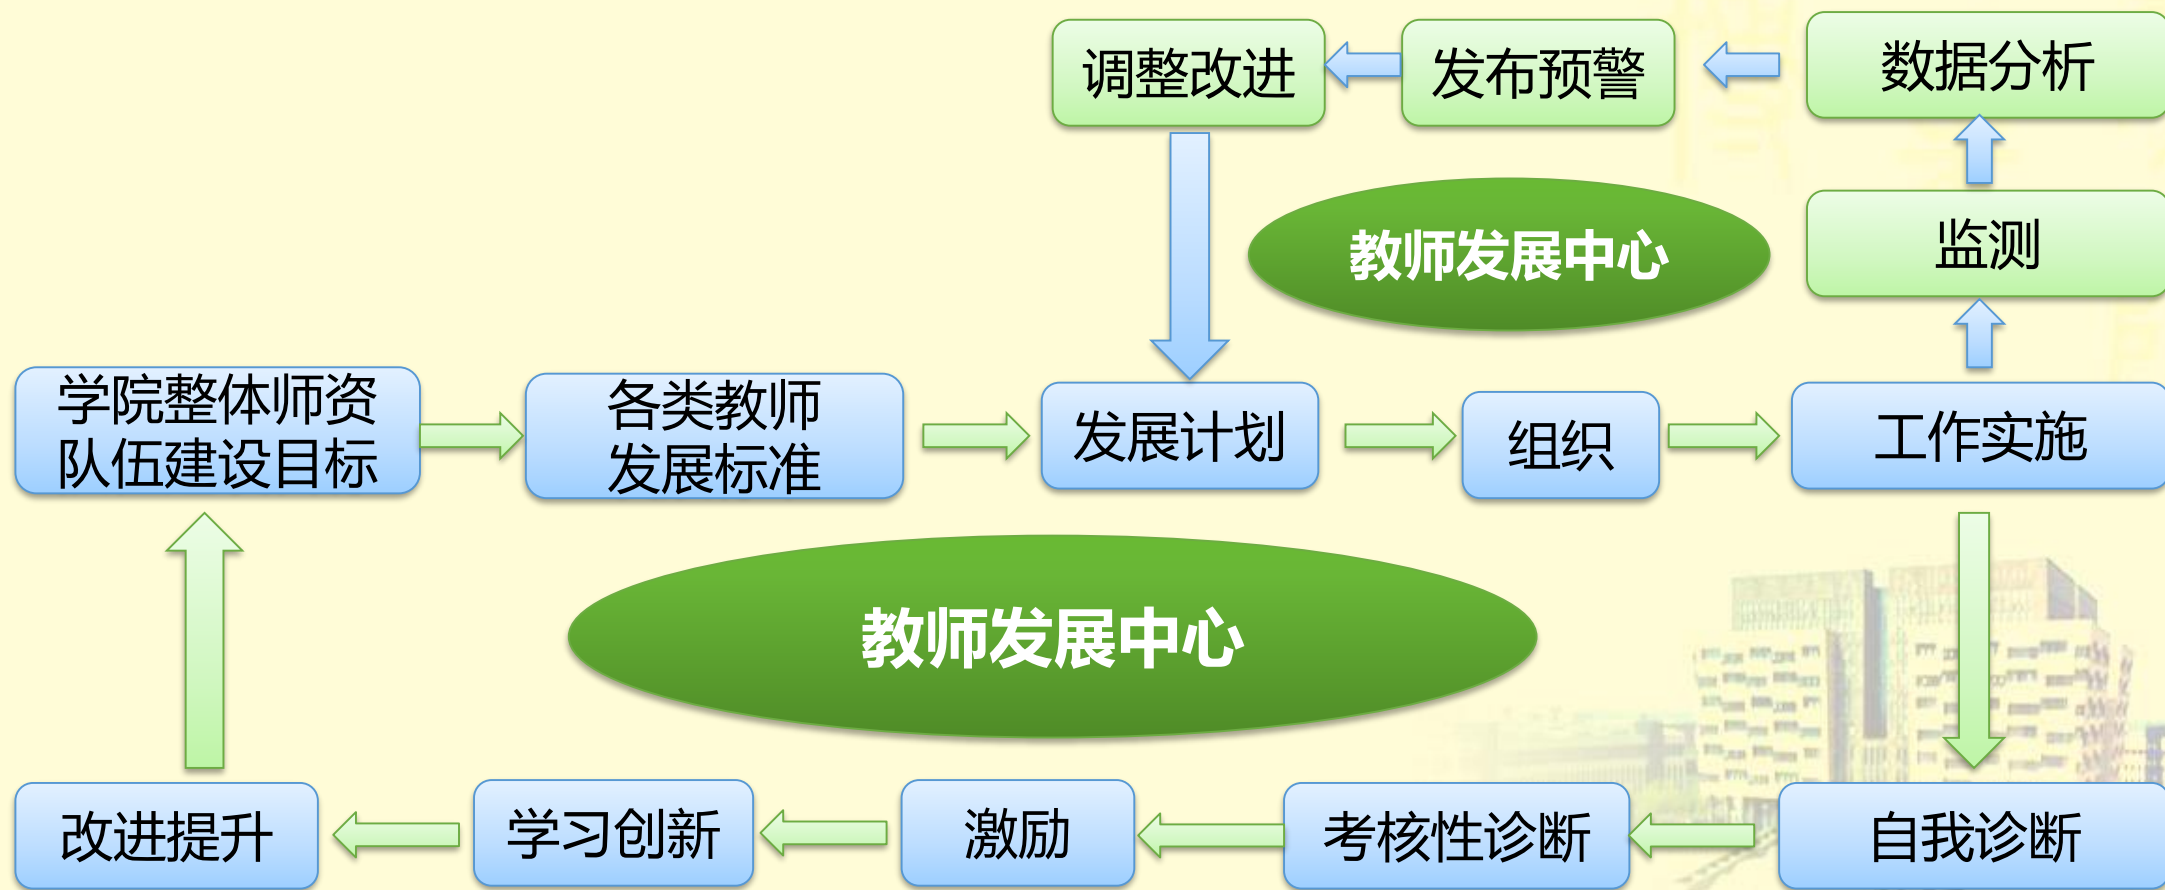 调整改进
发布预警
数据分析
教师发展中心
监测
学院整体师资
队伍建设目标
各类教师
发展标准
发展计划
组织
工作实施
教师发展中心
改进提升
学习创新
激励
考核性诊断
自我诊断